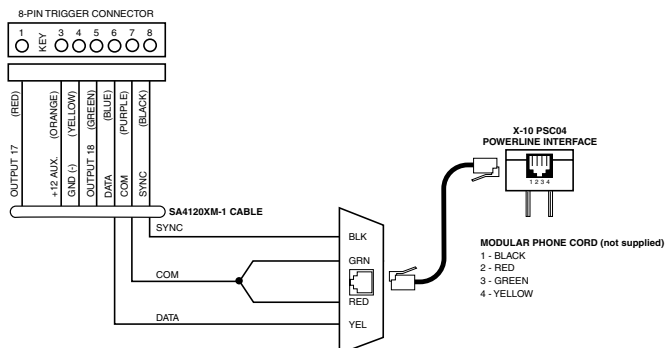 8-PIN TRIGGER CONNECTOR
1 KEY 3 4 5 6 7 8
OUTPUT 17 (RED)
+12 AUX. (ORANGE)
GND (-) (YELLOW)
OUTPUT 18 (GREEN)
DATA (BLUE)
COM (PURPLE)
SYNC (BLACK)
SA4120XM-1 CABLE
SYNC
COM
DATA
BLK
GRN
RED
YEL
X-10 PSC04
POWERLINE INTERFACE
1 2 3 4
MODULAR PHONE CORD (not supplied)
1 - BLACK
2 - RED
3 - GREEN
4 - YELLOW